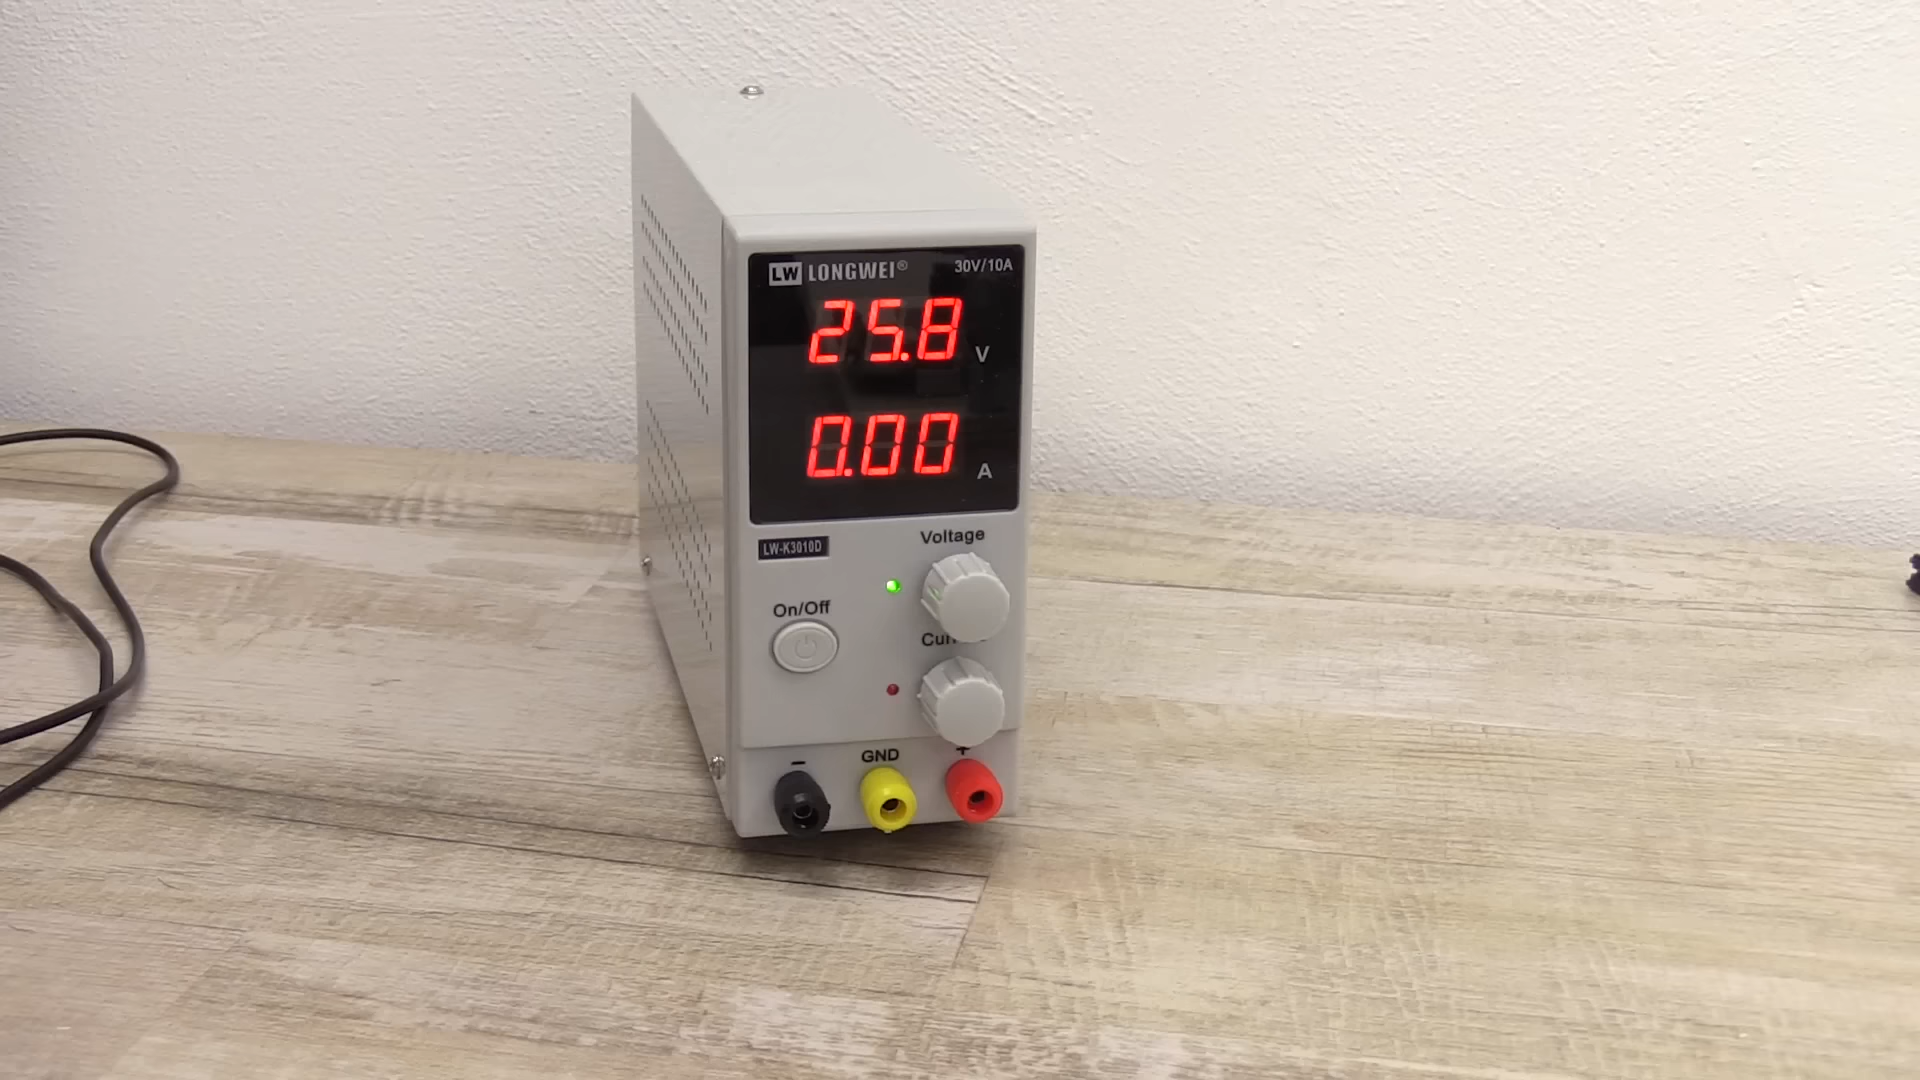 LW LONGWEI®
30V/10A
25.8 V
0.00 A
Voltage
LW-K3010D
On/Off
- GND +